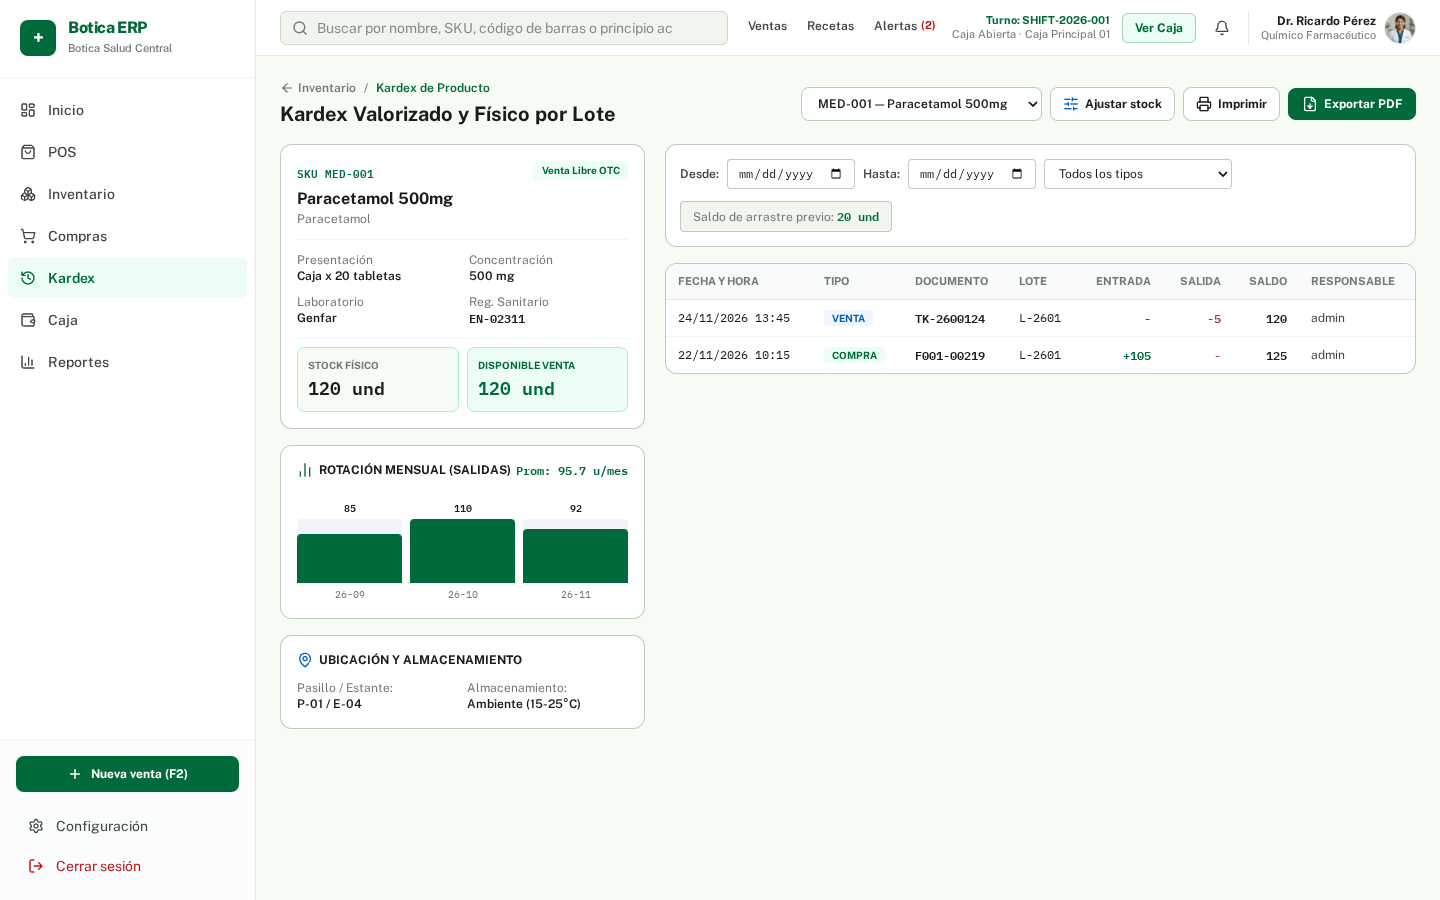 +
Botica ERP
Botica Salud Central
Inicio
POS
Inventario
Compras
Kardex
Caja
Reportes
Nueva venta (F2)
Configuración
Cerrar sesión
Buscar por nombre, SKU, código de barras o principio ac
Ventas
Recetas
Alertas (2)
Turno: SHIFT-2026-001
Caja Abierta · Caja Principal 01
Ver Caja
Dr. Ricardo Pérez
Químico Farmacéutico
Inventario / Kardex de Producto
Kardex Valorizado y Físico por Lote
MED-001 — Paracetamol 500mg
Ajustar stock
Imprimir
Exportar PDF
SKU MED-001
Venta Libre OTC
Paracetamol 500mg
Paracetamol
Presentación
Caja x 20 tabletas
Concentración
500 mg
Laboratorio
Genfar
Reg. Sanitario
EN-02311
STOCK FÍSICO
120 und
DISPONIBLE VENTA
120 und
ROTACIÓN MENSUAL (SALIDAS) Prom: 95.7 u/mes
85 110 92
26-09 26-10 26-11
UBICACIÓN Y ALMACENAMIENTO
Pasillo / Estante:
P-01 / E-04
Almacenamiento:
Ambiente (15-25°C)
Desde: mm/dd/yyyy Hasta: mm/dd/yyyy Todos los tipos
Saldo de arrastre previo: 20 und
FECHA Y HORA TIPO DOCUMENTO LOTE ENTRADA SALIDA SALDO RESPONSABLE
24/11/2026 13:45 VENTA TK-2600124 L-2601 - -5 120 admin
22/11/2026 10:15 COMPRA F001-00219 L-2601 +105 - 125 admin